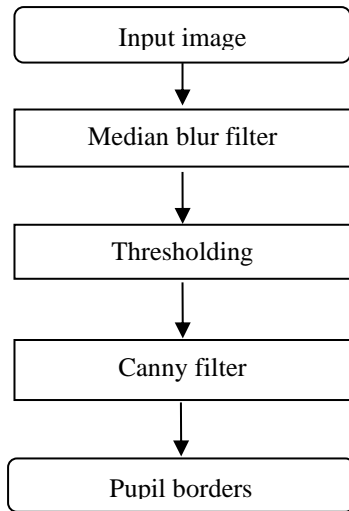 Input image
Median blur filter
Thresholding
Canny filter
Pupil borders